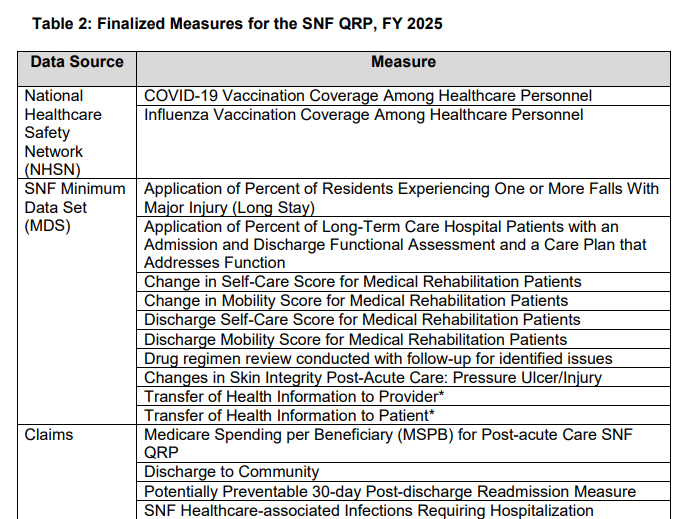 Table 2: Finalized Measures for the SNF QRP, FY 2025
Data Source
Measure
National
Healthcare
Safety
Network
(NHSN)
COVID-19 Vaccination Coverage Among Healthcare Personnel
Influenza Vaccination Coverage Among Healthcare Personnel
SNF Minimum
Data Set
(MDS)
Application of Percent of Residents Experiencing One or More Falls With
Major Injury (Long Stay)
Application of Percent of Long-Term Care Hospital Patients with an
Admission and Discharge Functional Assessment and a Care Plan that
Addresses Function
Change in Self-Care Score for Medical Rehabilitation Patients
Change in Mobility Score for Medical Rehabilitation Patients
Discharge Self-Care Score for Medical Rehabilitation Patients
Discharge Mobility Score for Medical Rehabilitation Patients
Drug regimen review conducted with follow-up for identified issues
Changes in Skin Integrity Post-Acute Care: Pressure Ulcer/Injury
Transfer of Health Information to Provider*
Transfer of Health Information to Patient*
Claims
Medicare Spending per Beneficiary (MSPB) for Post-acute Care SNF
QRP
Discharge to Community
Potentially Preventable 30-day Post-discharge Readmission Measure
SNF Healthcare-associated Infections Requiring Hospitalization